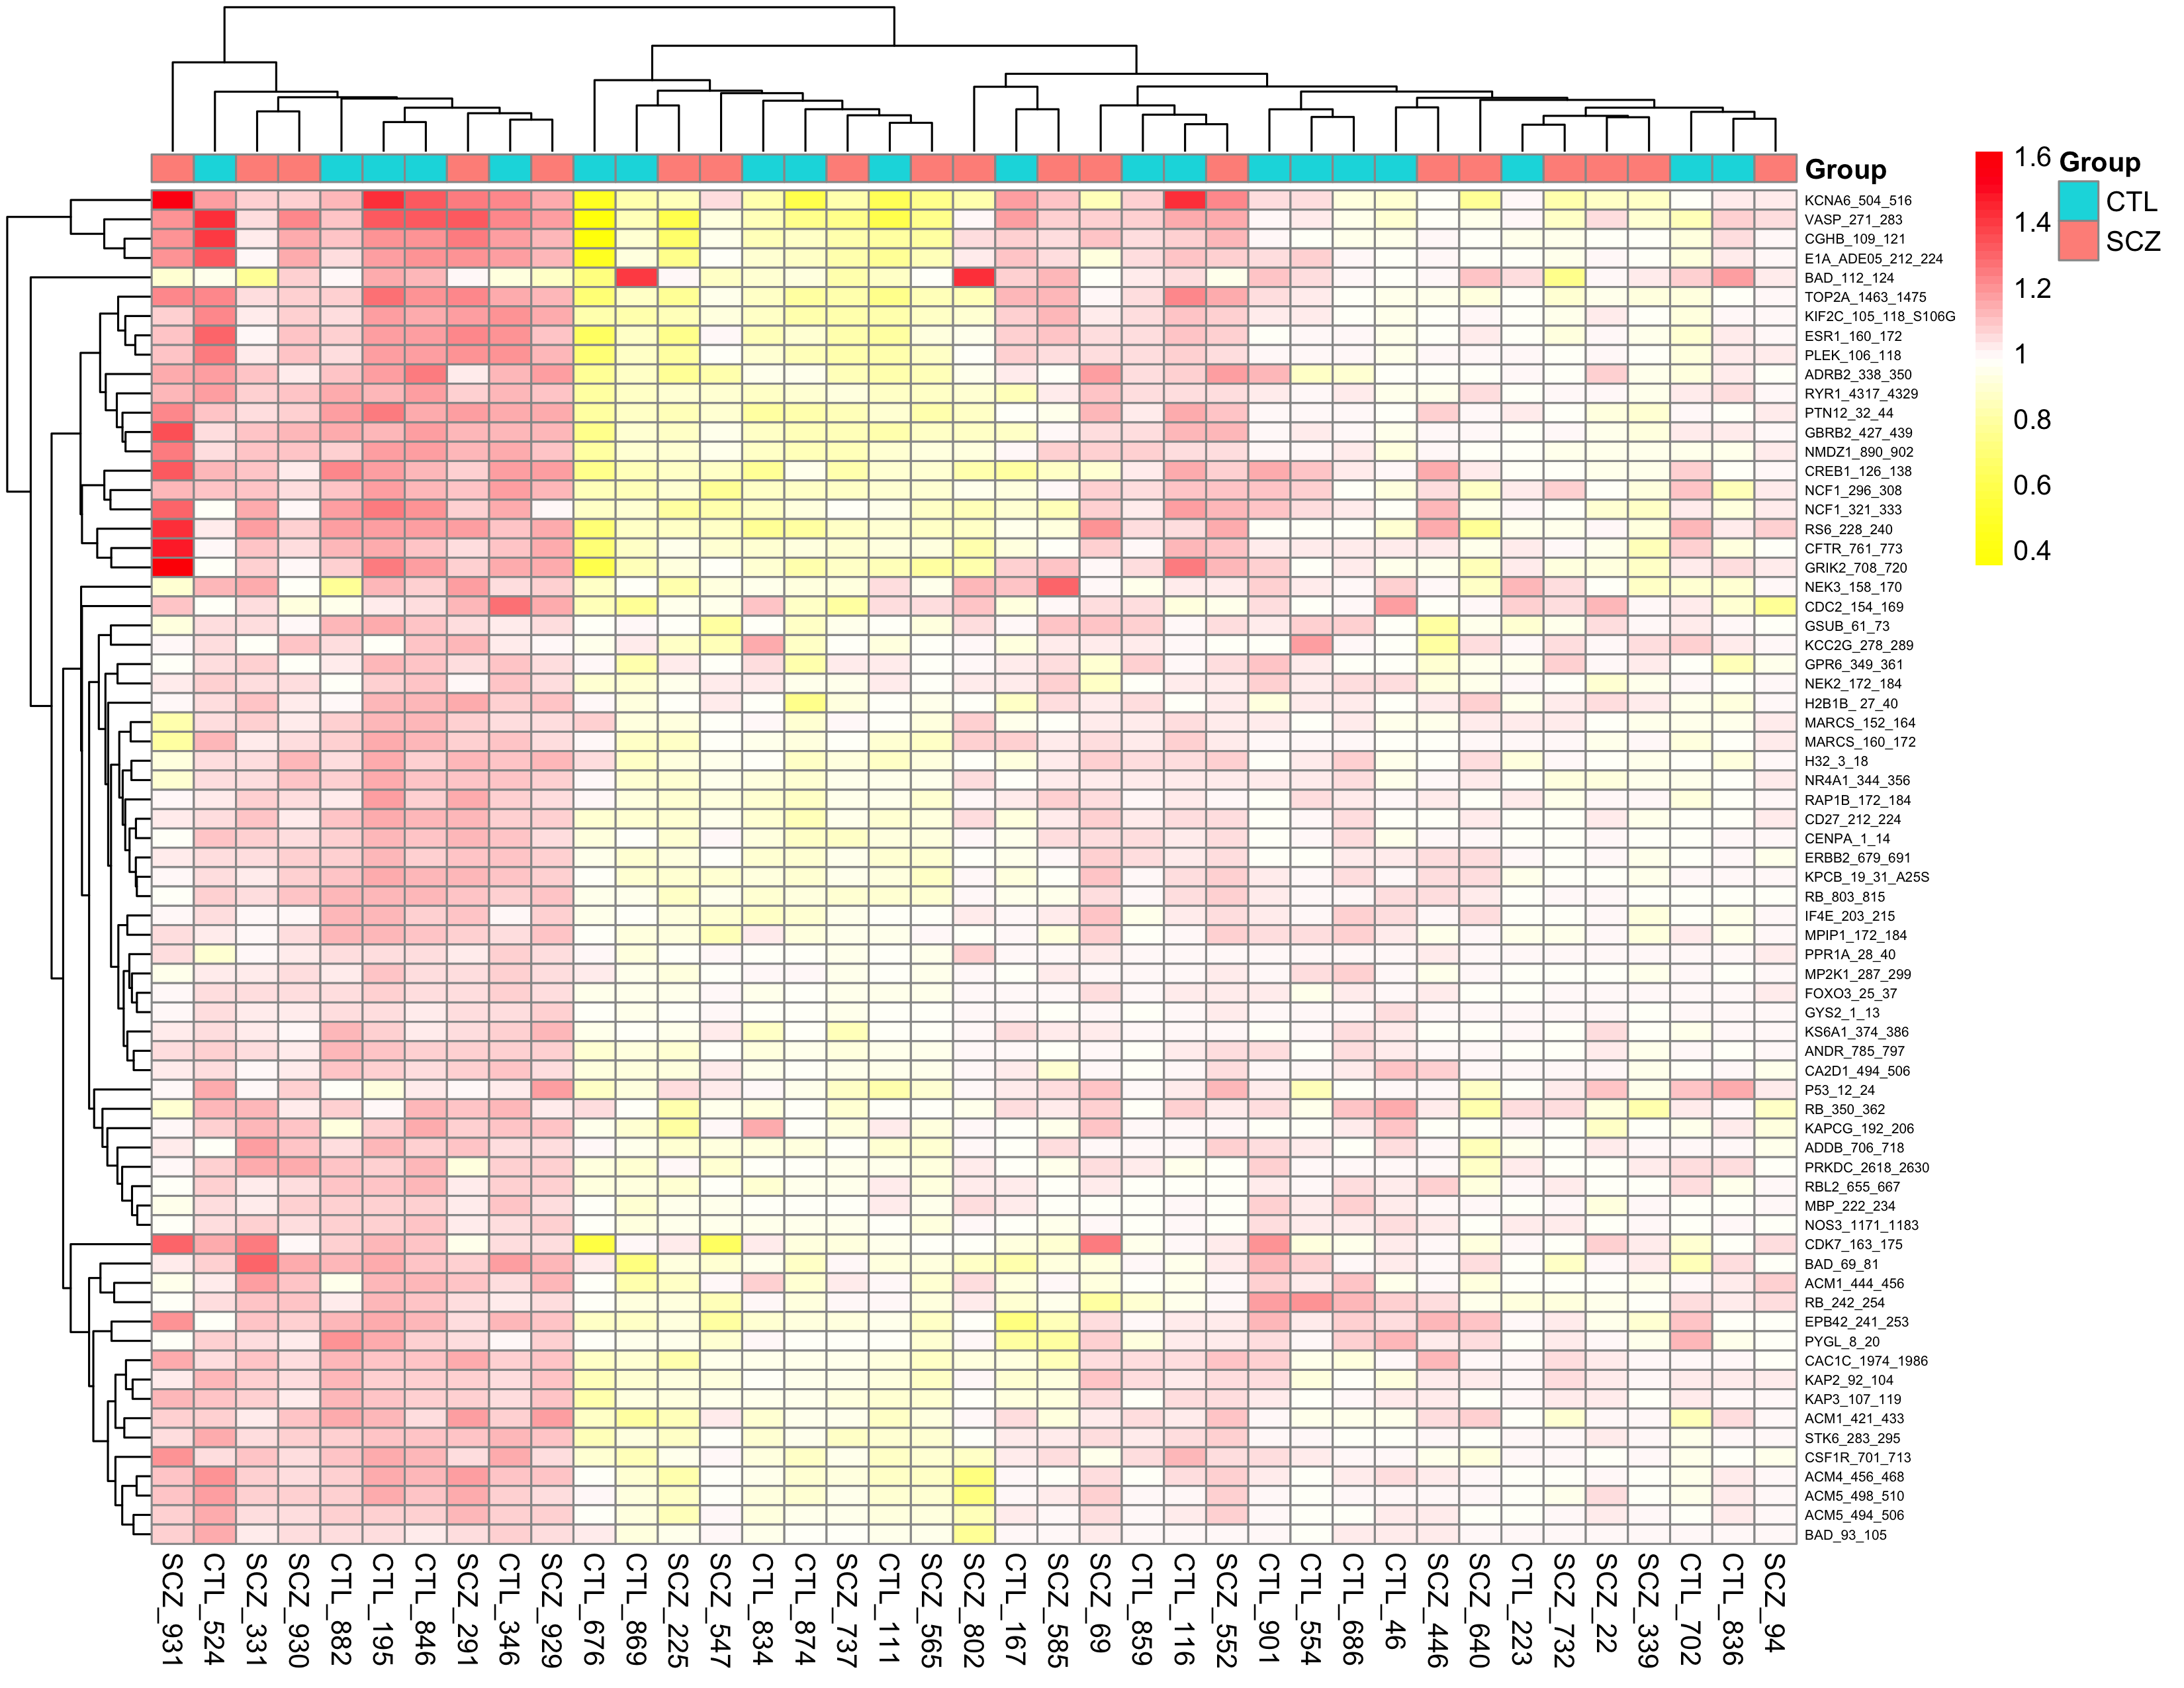 Group
KCNA6_504_516
VASP_271_283
CGHB_109_121
E1A_ADE05_212_224
BAD_112_124
TOP2A_1463_1475
KIF2C_105_118_S106G
ESR1_160_172
PLEK_106_118
ADRB2_338_350
RYR1_4317_4329
PTN12_32_44
GBRB2_427_439
NMDZ1_890_902
CREB1_126_138
NCF1_296_308
NCF1_321_333
RS6_228_240
CFTR_761_773
GRIK2_708_720
NEK3_158_170
CDC2_154_169
GSUB_61_73
KCC2G_278_289
GPR6_349_361
NEK2_172_184
H2B1B_ 27_40
MARCS_152_164
MARCS_160_172
H32_3_18
NR4A1_344_356
RAP1B_172_184
CD27_212_224
CENPA_1_14
ERBB2_679_691
KPCB_19_31_A25S
RB_803_815
IF4E_203_215
MPIP1_172_184
PPR1A_28_40
MP2K1_287_299
FOXO3_25_37
GYS2_1_13
KS6A1_374_386
ANDR_785_797
CA2D1_494_506
P53_12_24
RB_350_362
KAPCG_192_206
ADDB_706_718
PRKDC_2618_2630
RBL2_655_667
MBP_222_234
NOS3_1171_1183
CDK7_163_175
BAD_69_81
ACM1_444_456
RB_242_254
EPB42_241_253
PYGL_8_20
CAC1C_1974_1986
KAP2_92_104
KAP3_107_119
ACM1_421_433
STK6_283_295
CSF1R_701_713
ACM4_456_468
ACM5_498_510
ACM5_494_506
BAD_93_105
SCZ_931
CTL_524
SCZ_331
SCZ_930
CTL_882
CTL_195
CTL_846
SCZ_291
CTL_346
SCZ_929
CTL_676
CTL_869
SCZ_225
SCZ_547
CTL_834
CTL_874
SCZ_737
CTL_111
SCZ_565
SCZ_802
CTL_167
SCZ_585
SCZ_69
CTL_859
CTL_116
SCZ_552
CTL_901
CTL_554
CTL_686
CTL_46
SCZ_446
SCZ_640
CTL_223
SCZ_732
SCZ_22
SCZ_339
CTL_702
CTL_836
SCZ_94
1.6
1.4
1.2
1
0.8
0.6
0.4
Group
CTL
SCZ